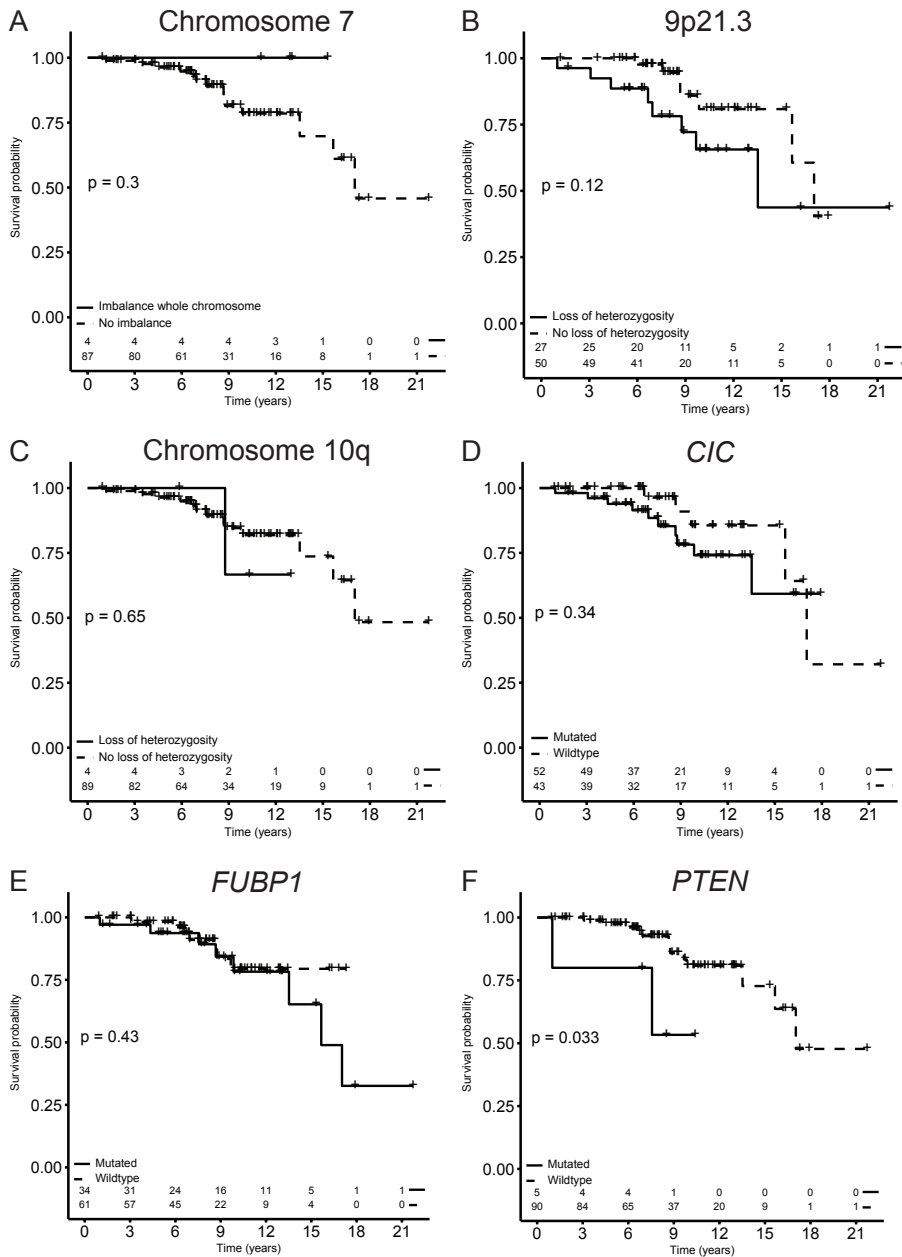 A
Chromosome 7
Survival probability
1.00
0.75
0.50
0.25
0.00
p = 0.3
Imbalance whole chromosome
No imbalance
4 4 4 4 3 1 0 0
87 80 61 31 16 8 1 1
0 3 6 9 12 15 18 21
Time (years)
B
9p21.3
Survival probability
1.00
0.75
0.50
0.25
0.00
p = 0.12
Loss of heterozygosity
No loss of heterozygosity
27 25 20 11 5 2 1 1
50 49 41 20 11 5 0 0
0 3 6 9 12 15 18 21
Time (years)
C
Chromosome 10q
Survival probability
1.00
0.75
0.50
0.25
0.00
p = 0.65
Loss of heterozygosity
No loss of heterozygosity
4 4 3 2 1 0 0 0
89 82 64 34 19 9 1 1
0 3 6 9 12 15 18 21
Time (years)
D
CIC
Survival probability
1.00
0.75
0.50
0.25
0.00
p = 0.34
Mutated
Wildtype
52 49 37 21 9 4 0 0
43 39 32 17 11 5 1 1
0 3 6 9 12 15 18 21
Time (years)
E
FUBP1
Survival probability
1.00
0.75
0.50
0.25
0.00
p = 0.43
Mutated
Wildtype
34 31 24 16 11 5 1 1
61 57 45 22 9 4 0 0
0 3 6 9 12 15 18 21
Time (years)
F
PTEN
Survival probability
1.00
0.75
0.50
0.25
0.00
p = 0.033
Mutated
Wildtype
5 4 4 1 0 0 0 0
90 84 65 37 20 9 1 1
0 3 6 9 12 15 18 21
Time (years)